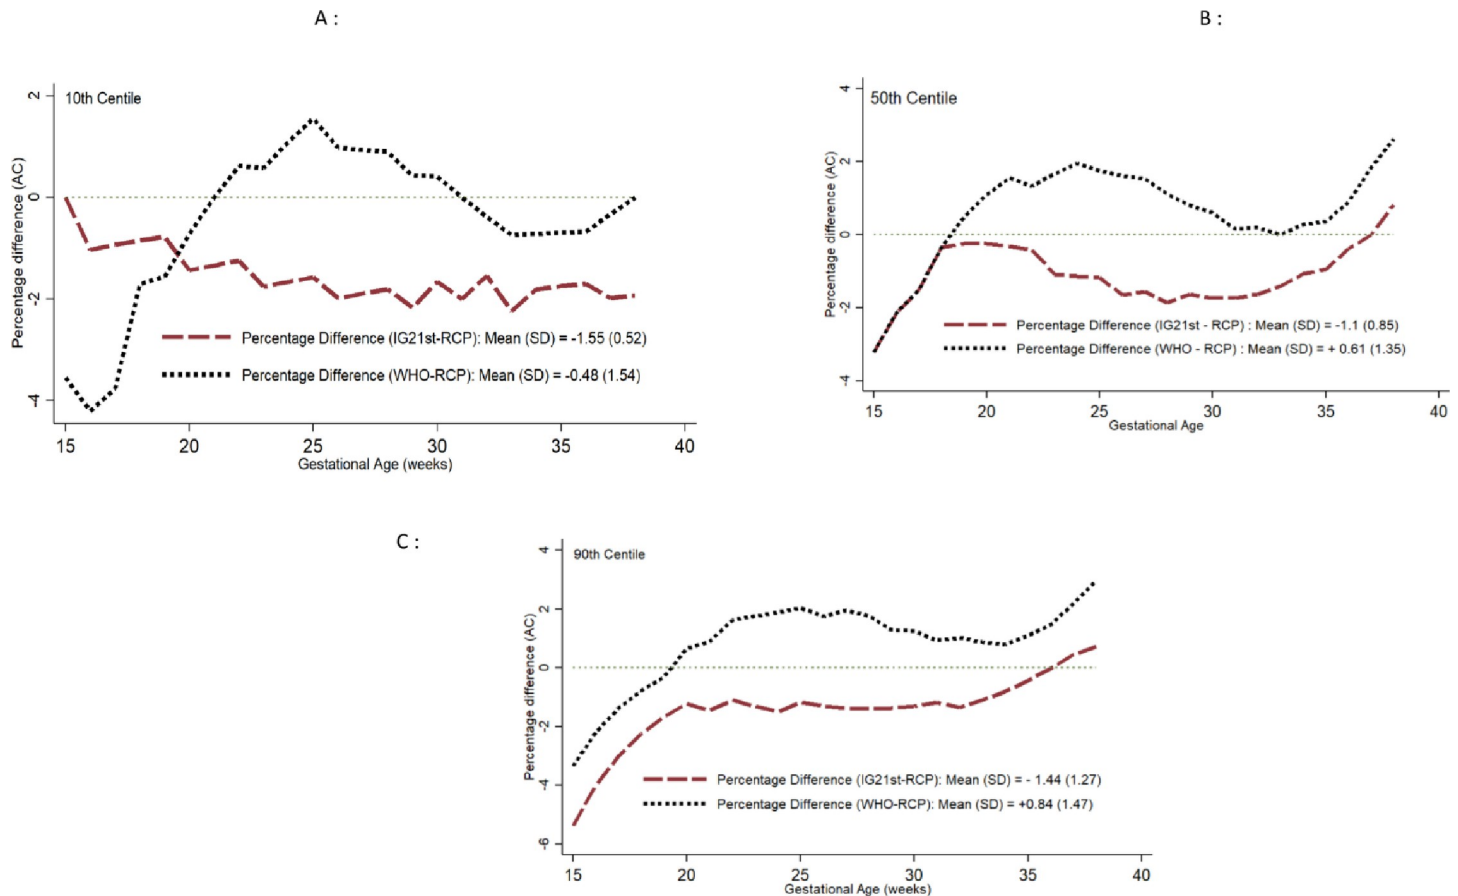 A :
10th Centile
Percentage difference (AC)
2
0
-2
-4
Percentage Difference (IG21st-RCP): Mean (SD) = -1.55 (0.52)
Percentage Difference (WHO-RCP): Mean (SD) = -0.48 (1.54)
15 20 25 30 35 40
Gestational Age (weeks)
B :
50th Centile
Percentage difference (AC)
4
2
0
-2
-4
Percentage Difference (IG21st - RCP) : Mean (SD) = -1.1 (0.85)
Percentage Difference (WHO - RCP) : Mean (SD) = + 0.61 (1.35)
15 20 25 30 35 40
Gestational Age
C :
90th Centile
Percentage difference (AC)
4
2
0
-2
-4
-6
Percentage Difference (IG21st-RCP): Mean (SD) = - 1.44 (1.27)
Percentage Difference (WHO-RCP): Mean (SD) = +0.84 (1.47)
15 20 25 30 35 40
Gestational Age (weeks)